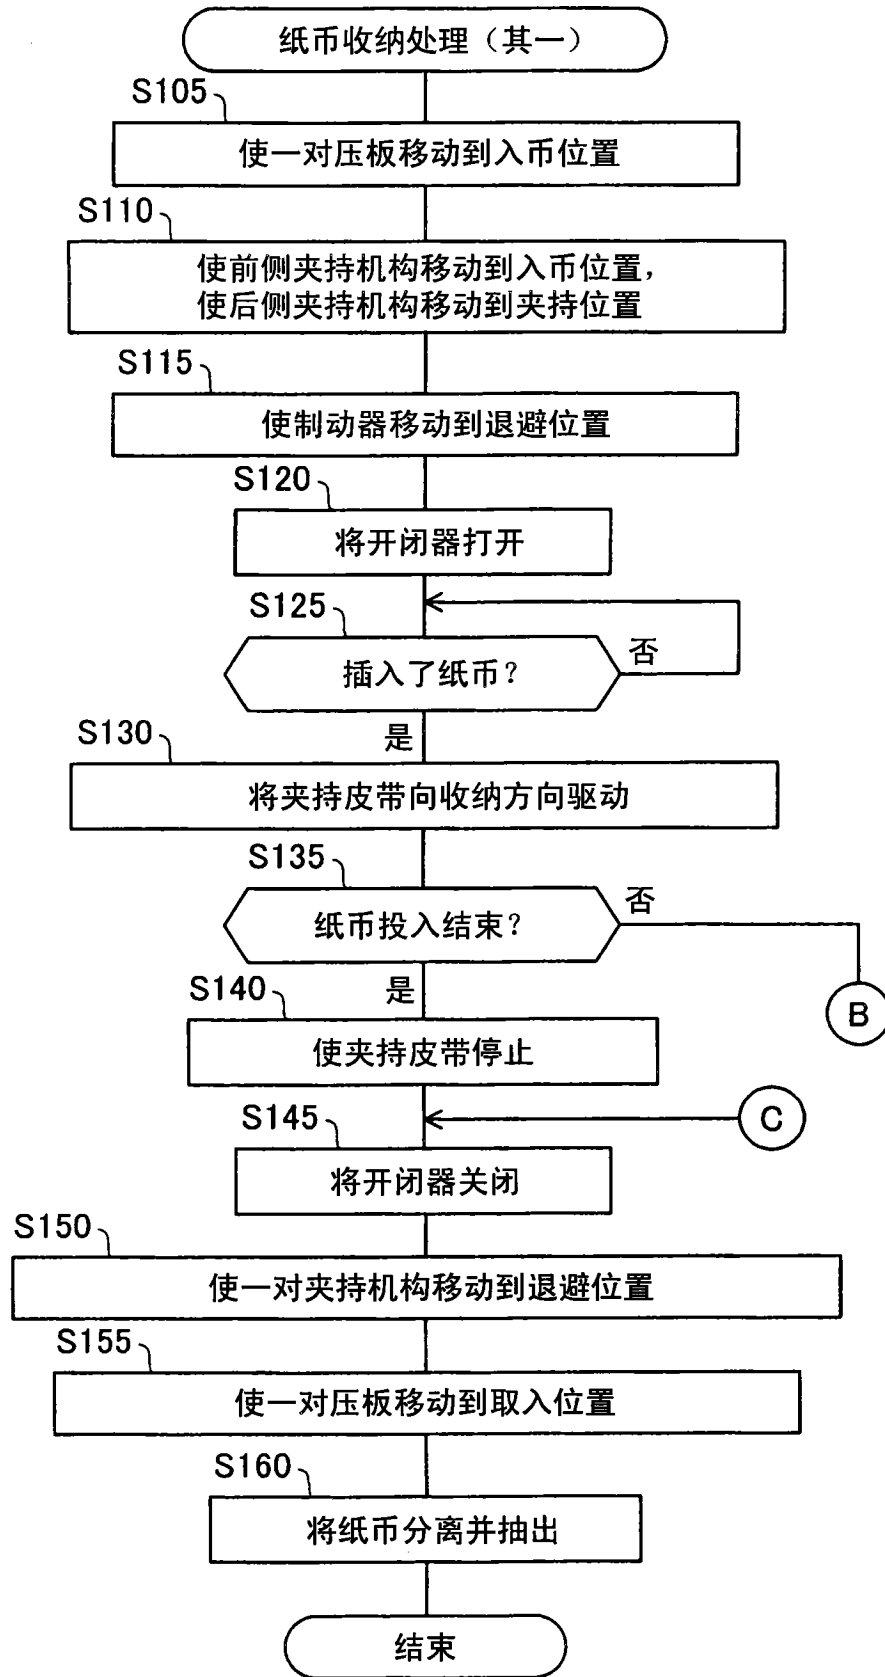 纸币收纳处理（其一）
S105
使一对压板移动到入币位置
S110
使前侧夹持机构移动到入币位置，
使后侧夹持机构移动到夹持位置
S115
使制动器移动到退避位置
S120
将开闭器打开
S125
插入了纸币？
否
是
S130
将夹持皮带向收纳方向驱动
S135
纸币投入结束？
否
是
B
S140
使夹持皮带停止
C
S145
将开闭器关闭
S150
使一对夹持机构移动到退避位置
S155
使一对压板移动到取入位置
S160
将纸币分离并抽出
结束